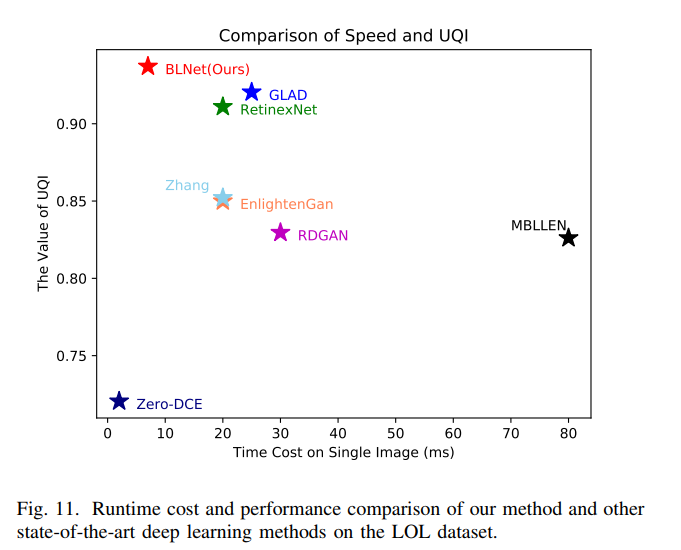 Comparison of Speed and UQI
BLNet(Ours)
GLAD
RetinexNet
0.90
Zhang
0.85
EnlightenGan
MBLLEN
RDGAN
The Value of UQI
0.80
0.75
Zero-DCE
0 10 20 30 40 50 60 70 80
Time Cost on Single Image (ms)
Fig. 11. Runtime cost and performance comparison of our method and other
state-of-the-art deep learning methods on the LOL dataset.